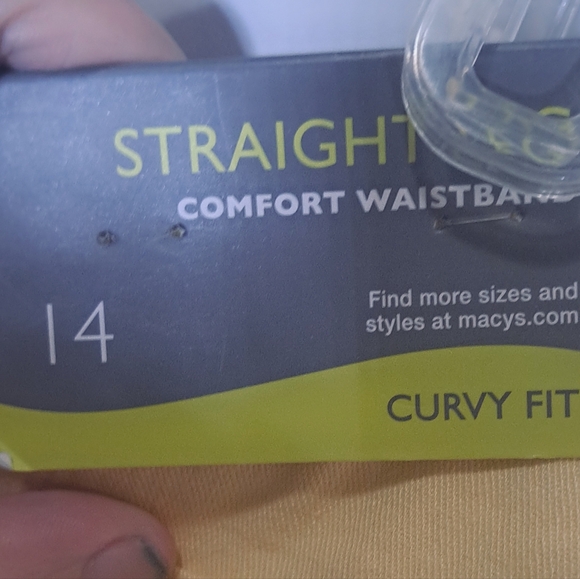 STRAIGHT
COMFORT WAISTBAND
14
Find more sizes and
styles at macys.com
CURVY FIT